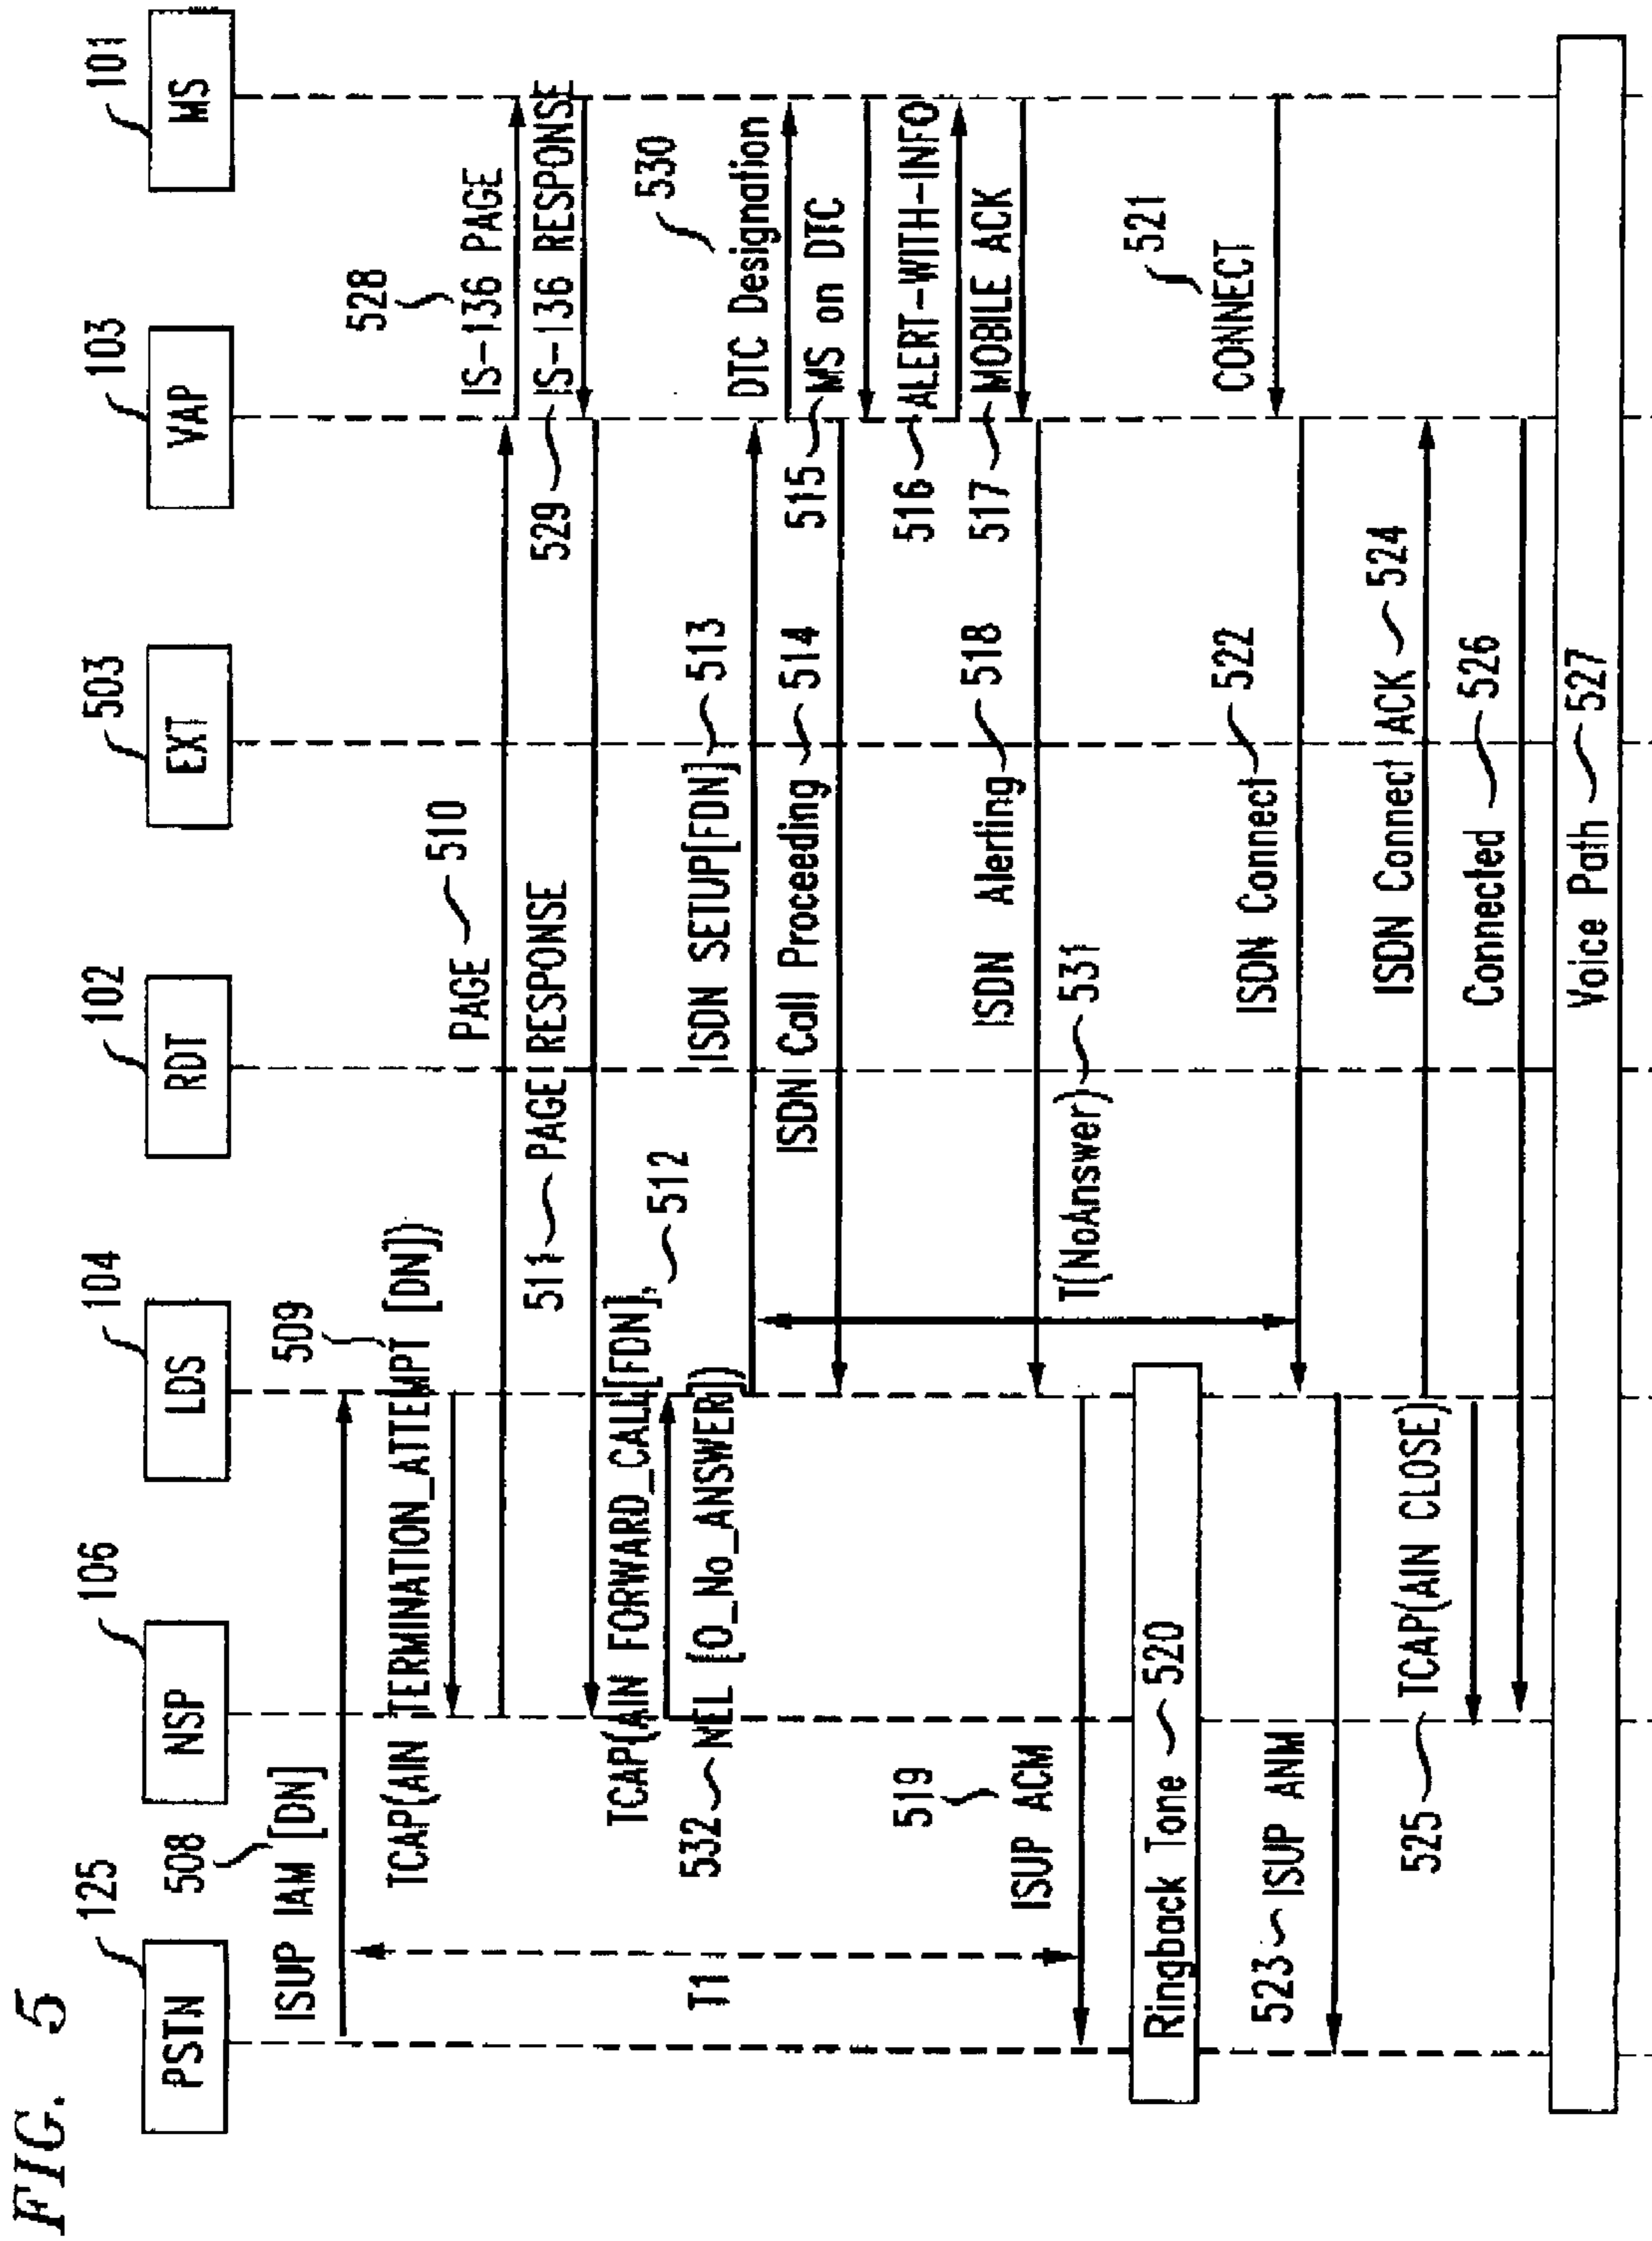 FIG. 5
125
106
104
102
503
103
101
PSTN
NSP
LDS
RDT
EXT
VAP
MS
508
ISUP IAM [DN]
509
TCAP(AIN TERMINATION_ATTEMPT [DN])
PAGE 510
528
IS-136 PAGE
511 PAGE RESPONSE
529 IS-136 RESPONSE
TCAP(AIN FORWARD_CALL[FDN], 512
532 NEL [O_No_ANSWER])
ISDN SETUP[FDN] 513
530
DTC Designation
ISDN Call Proceeding 514
515 MS on DTC
T1
516 ALERT-WITH-INFO
517 MOBILE ACK
ISDN Alerting 518
519
ISUP ACM
T(NoAnswer) 531
Ringback Tone 520
521
CONNECT
ISDN Connect 522
523 ISUP ANM
ISDN Connect ACK 524
525 TCAP(AIN CLOSE)
Connected 526
Voice Path 527